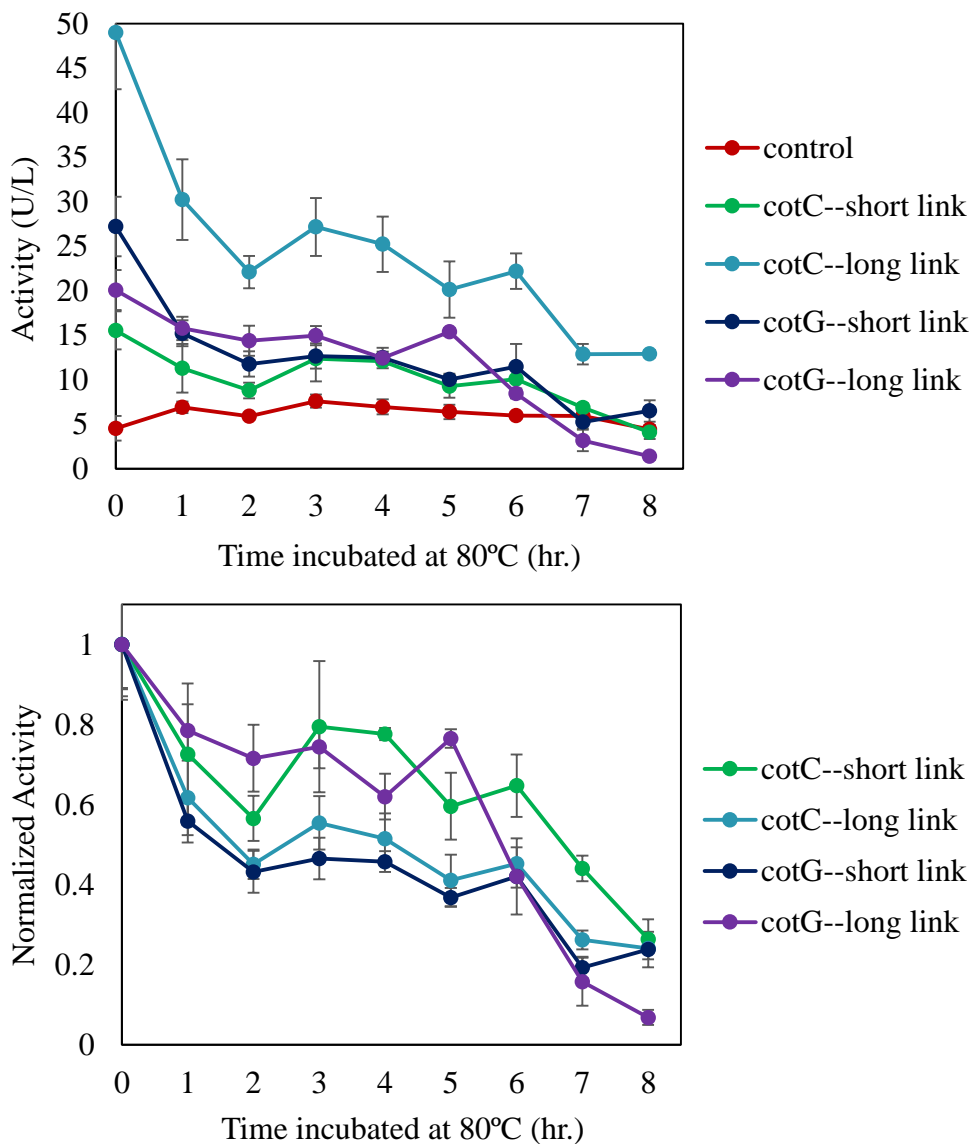 Activity (U/L)
50
45
40
35
30
25
20
15
10
5
0
0 1 2 3 4 5 6 7 8
Time incubated at 80ºC (hr.)
control
cotC--short link
cotC--long link
cotG--short link
cotG--long link
Normalized Activity
1
0.8
0.6
0.4
0.2
0
0 1 2 3 4 5 6 7 8
Time incubated at 80ºC (hr.)
cotC--short link
cotC--long link
cotG--short link
cotG--long link